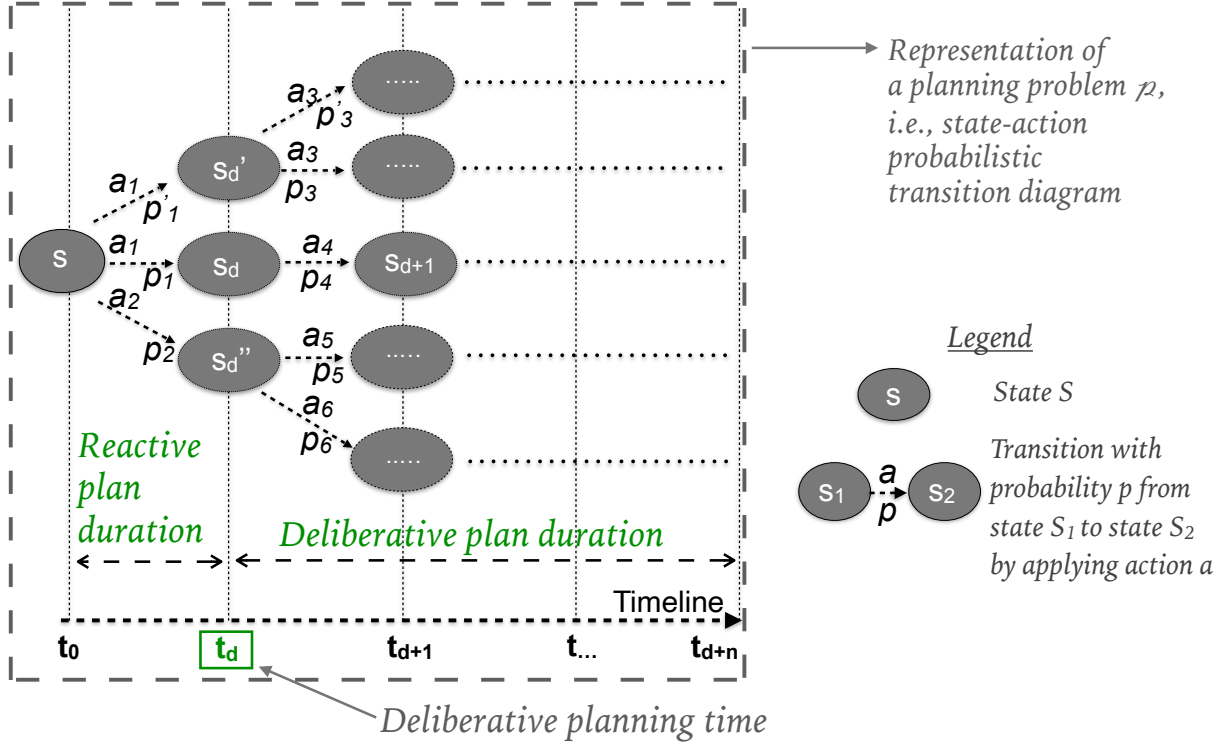 Representation of
a planning problem 𝓅,
i.e., state-action
probabilistic
transition diagram
.....
a3
p'3
sd'
a3
p3
.....
a1
p'1
s
a1
p1
sd
a4
p4
sd+1
a2
p2
sd''
a5
p5
.....
a6
p6
.....
Reactive
plan
duration
Deliberative plan duration
Timeline
t0
td
td+1
t...
td+n
Deliberative planning time
Legend
s
State S
s1
a
p
s2
Transition with
probability p from
state S1 to state S2
by applying action a